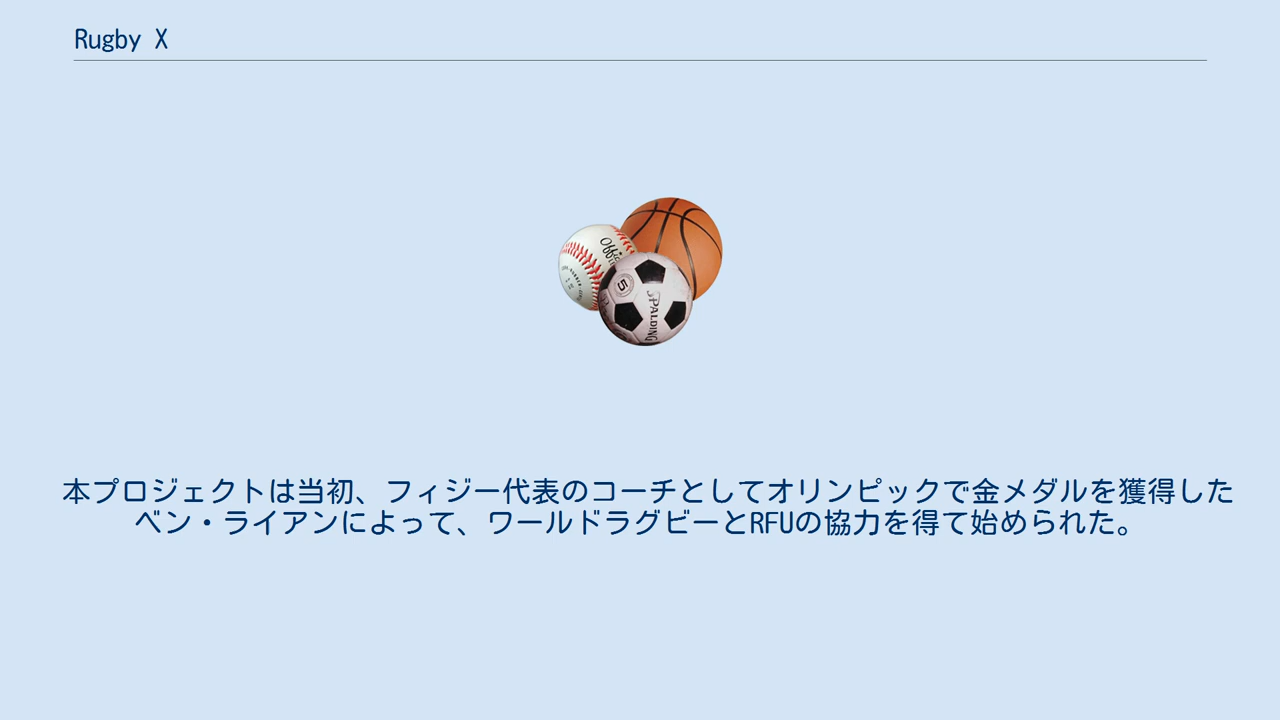 Rugby X
SPALDING
5
本プロジェクトは当初、フィジー代表のコーチとしてオリンピックで金メダルを獲得した
ベン・ライアンによって、ワールドラグビーとRFUの協力を得て始められた。